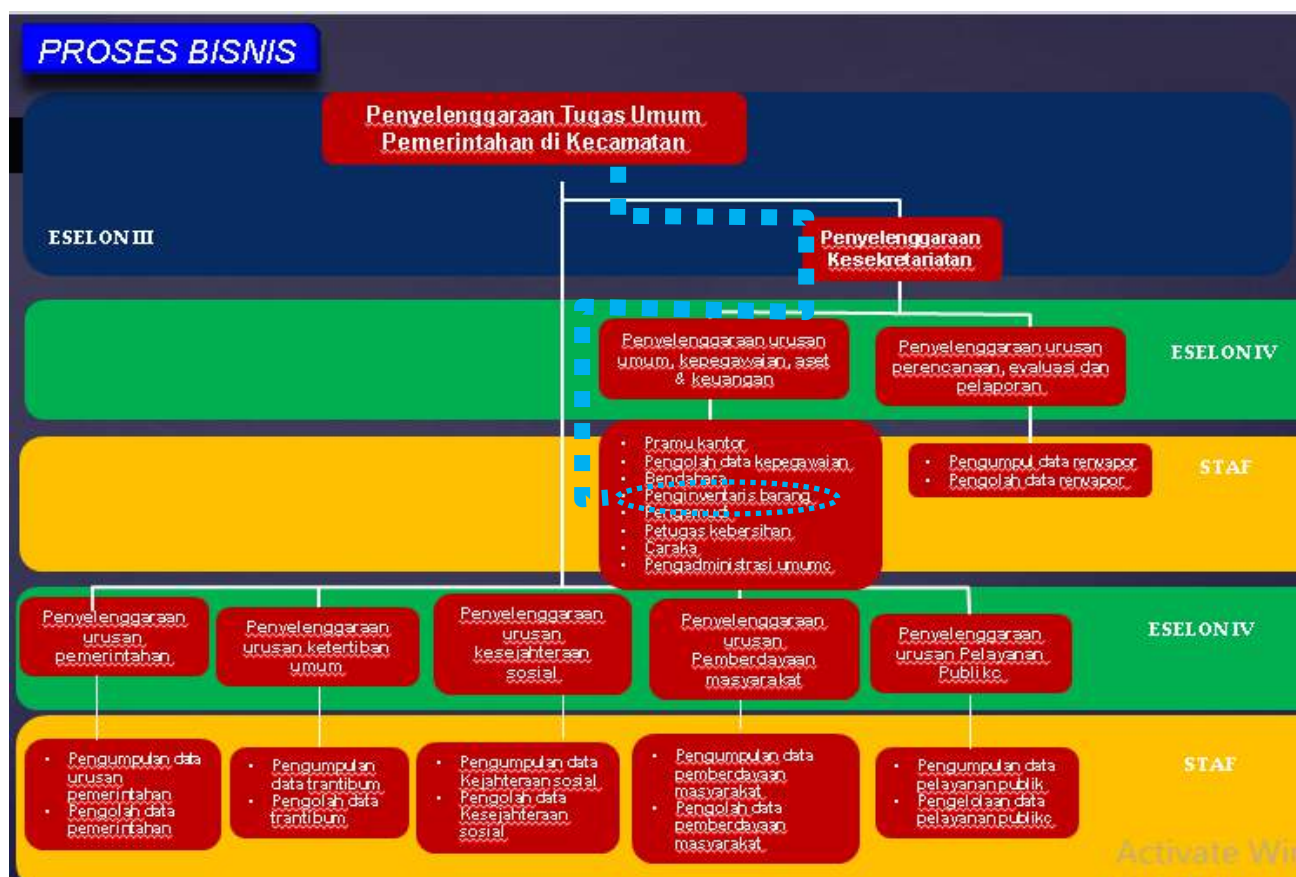 PROSES BISNIS
Penyelenggaraan Tugas Umum
Pemerintahan di Kecamatan
ESELON III
Penyelenggaraan
Kesekretariatan
Penyelenggaraan urusan
umum, kepegawaian, aset
& keuangan
Penyelenggaraan urusan
perencanaan, evaluasi dan
pelaporan
ESELON IV
• Pramu kantor
• Pengolah data kepegawaian
• Bendahara
• Penginventaris barang
• Pengemudi
• Petugas kebersihan
• Caraka
• Pengadministrasi umumc
• Pengumpul data renvapor
• Pengolah data renvapor
STAF
Penyelenggaraan
urusan
pemerintahan
Penyelenggaraan
urusan ketertiban
umum
Penyelenggaraan
urusan
kesejahteraan
sosial
Penyelenggaraan
urusan
Pemberdayaan
masyarakat
Penyelenggaraan
urusan Pelayanan
Publikc
ESELON IV
• Pengumpulan data
urusan
pemerintahan
• Pengolah data
pemerintahan
• Pengumpulan
data trantibum
• Pengolah data
trantibum
• Pengumpulan data
Kejahteraan sosial
• Pengolah data
Kesejahteraan
sosial
• Pengumpulan data
pemberdayaan
masyarakat
• Pengolah data
pemberdayaan
masyarakat
• Pengumpulan data
pelayanan publik
• Pengelolaan data
pelayanan publikc
STAF
Activate Wi